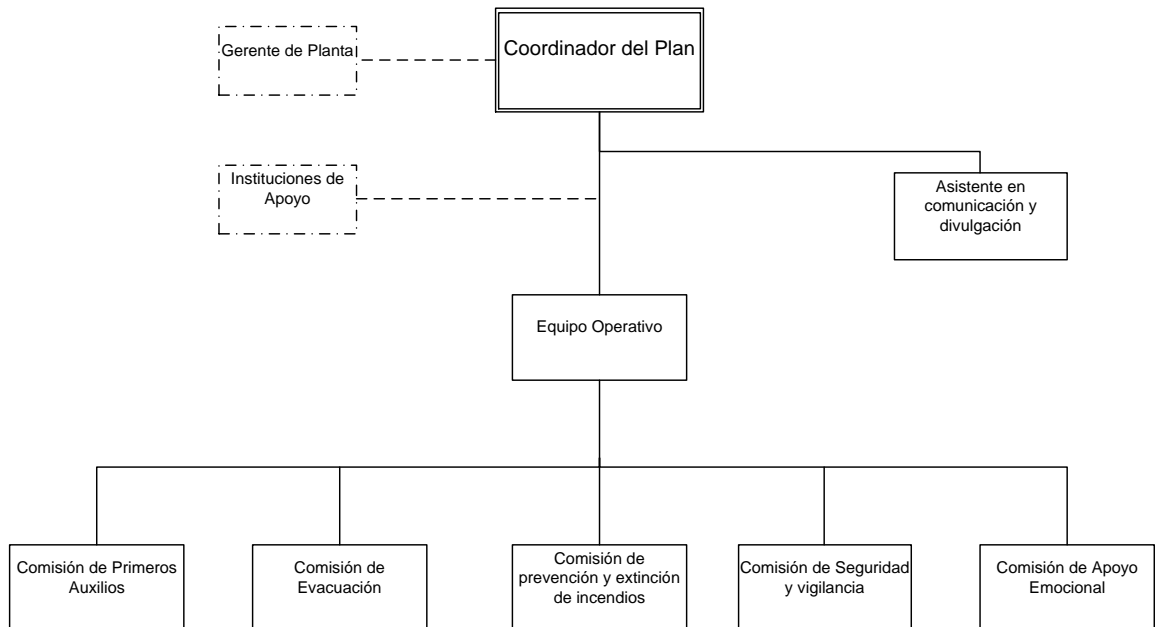 Gerente de Planta
Coordinador del Plan
Instituciones de
Apoyo
Asistente en
comunicación y
divulgación
Equipo Operativo
Comisión de Primeros
Auxilios
Comisión de
Evacuación
Comisión de
prevención y extinción
de incendios
Comisión de Seguridad
y vigilancia
Comisión de Apoyo
Emocional